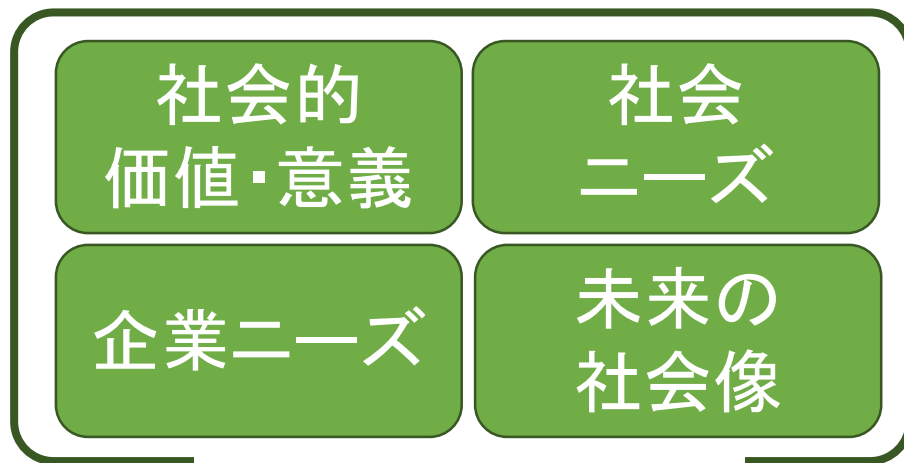 社会的
価値・意義
社会
ニーズ
企業ニーズ
未来の
社会像